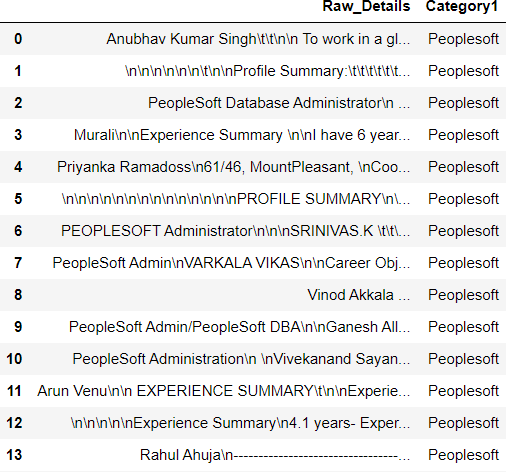 Raw_Details Category1
0 Anubhav Kumar Singh\t\t\n\n To work in a gl... Peoplesoft
1 \n\n\n\n\n\n\t\n\nProfile Summary:\t\t\t\t\t\t... Peoplesoft
2 PeopleSoft Database Administrator\n ... Peoplesoft
3 Murali\n\nExperience Summary \n\nI have 6 year... Peoplesoft
4 Priyanka Ramadoss\n61/46, MountPleasant, \nCoo... Peoplesoft
5 \n\n\n\n\n\n\n\n\n\n\n\n\n\nPROFILE SUMMARY\n\... Peoplesoft
6 PEOPLESOFT Administrator\n\n\nSRINIVAS.K \t\t\... Peoplesoft
7 PeopleSoft Admin\nVARKALA VIKAS\n\nCareer Obj... Peoplesoft
8 Vinod Akkala ... Peoplesoft
9 PeopleSoft Admin/PeopleSoft DBA\n\nGanesh All... Peoplesoft
10 PeopleSoft Administration\n \nVivekanand Sayan... Peoplesoft
11 Arun Venu\n\n EXPERIENCE SUMMARY\t\n\nExperie... Peoplesoft
12 \n\n\n\n\nExperience Summary\n4.1 years- Exper... Peoplesoft
13 Rahul Ahuja\n---------------------------------... Peoplesoft